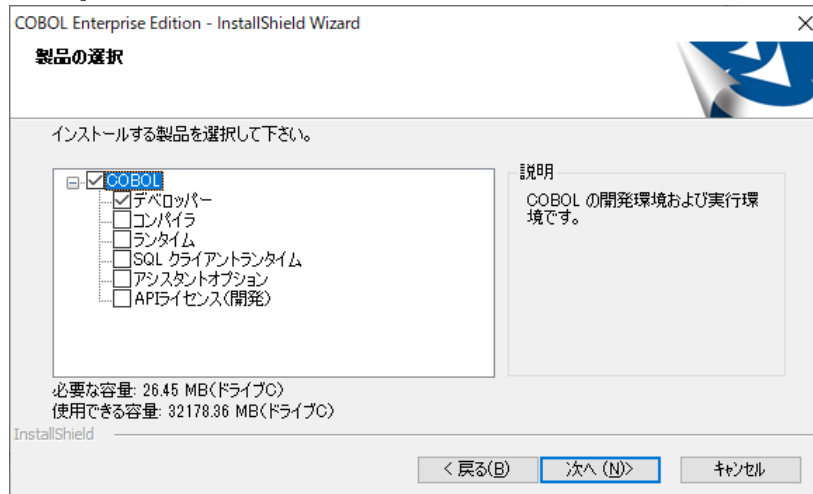 COBOL Enterprise Edition - InstallShield Wizard
製品の選択
インストールする製品を選択して下さい。
COBOL
デベロッパー
コンパイラ
ランタイム
SQL クライアントランタイム
アシスタントオプション
APIライセンス(開発)
説明
COBOL の開発環境および実行環
境です。
必要な容量: 26.45 MB(ドライブC)
使用できる容量: 32178.36 MB(ドライブC)
InstallShield
< 戻る(B)
次へ (N)>
キャンセル